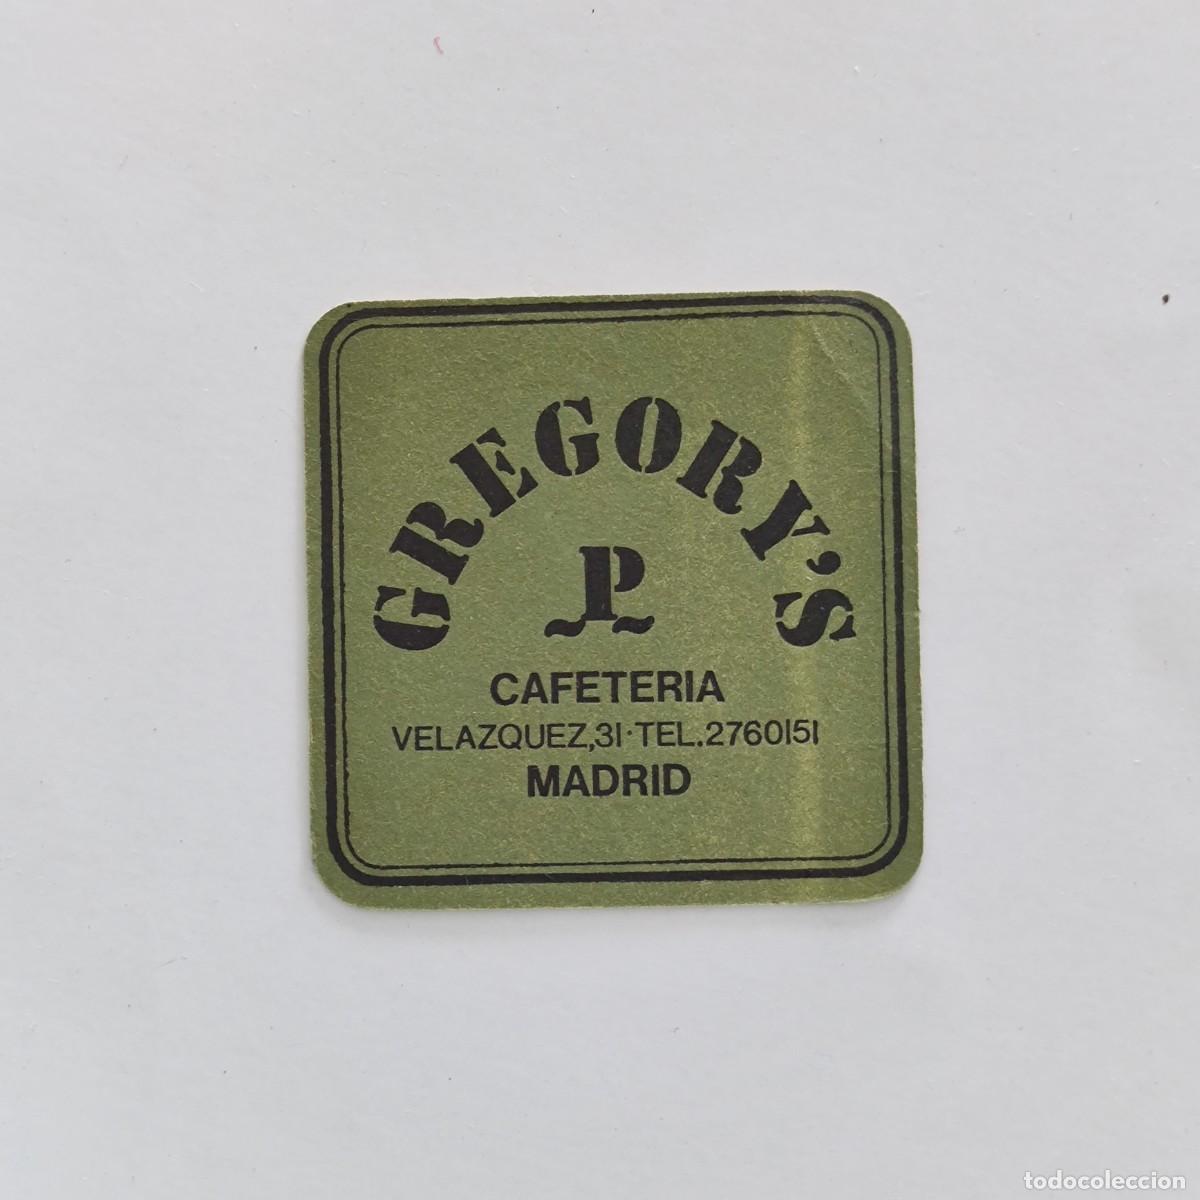 GREGORY'S
P
CAFETERIA
VELAZQUEZ,31·TEL.2760151
MADRID
todocoleccion